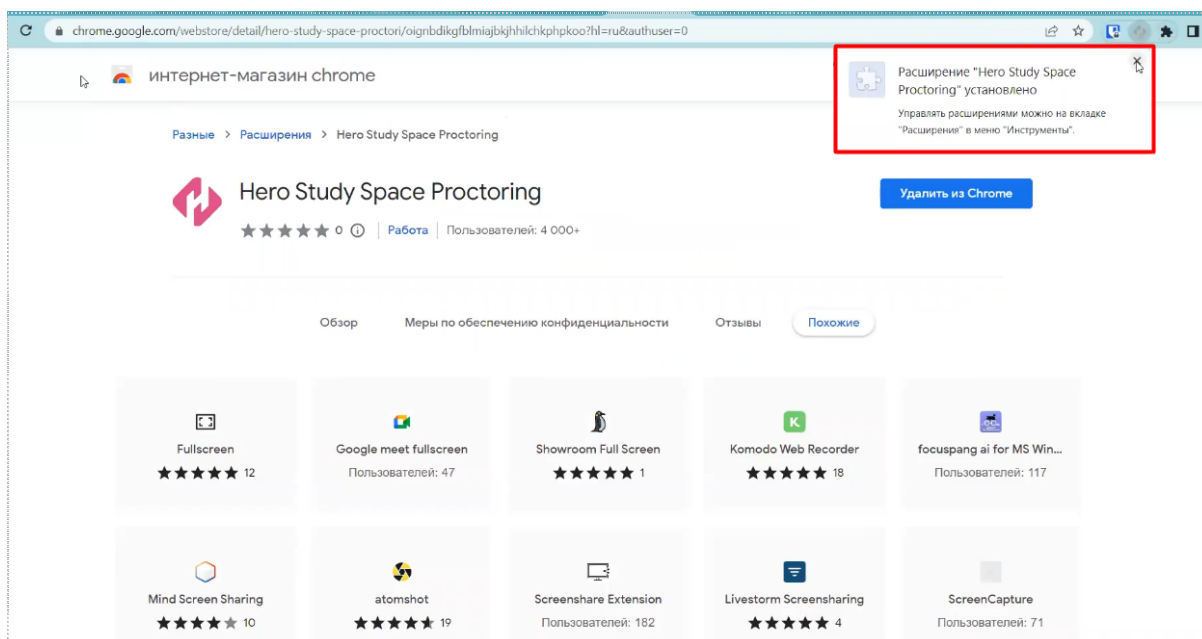 chrome.google.com/webstore/detail/hero-study-space-proctori/oignbdikgfblmiajbkjhhilchkphpkoo?hl=ru&authuser=0
интернет-магазин chrome
Расширение "Hero Study Space
Proctoring" установлено
Управлять расширениями можно на вкладке
"Расширения" в меню "Инструменты".
Разные > Расширения > Hero Study Space Proctoring
Hero Study Space Proctoring
Удалить из Chrome
0 Работа Пользователей: 4 000+
Обзор Меры по обеспечению конфиденциальности Отзывы Похожие
Fullscreen Google meet fullscreen Showroom Full Screen Komodo Web Recorder focuspang ai for MS Win...
12 Пользователей: 47 1 18 Пользователей: 117
Mind Screen Sharing atomshot Screenshare Extension Livestorm Screensharing ScreenCapture
10 19 Пользователей: 182 4 Пользователей: 71